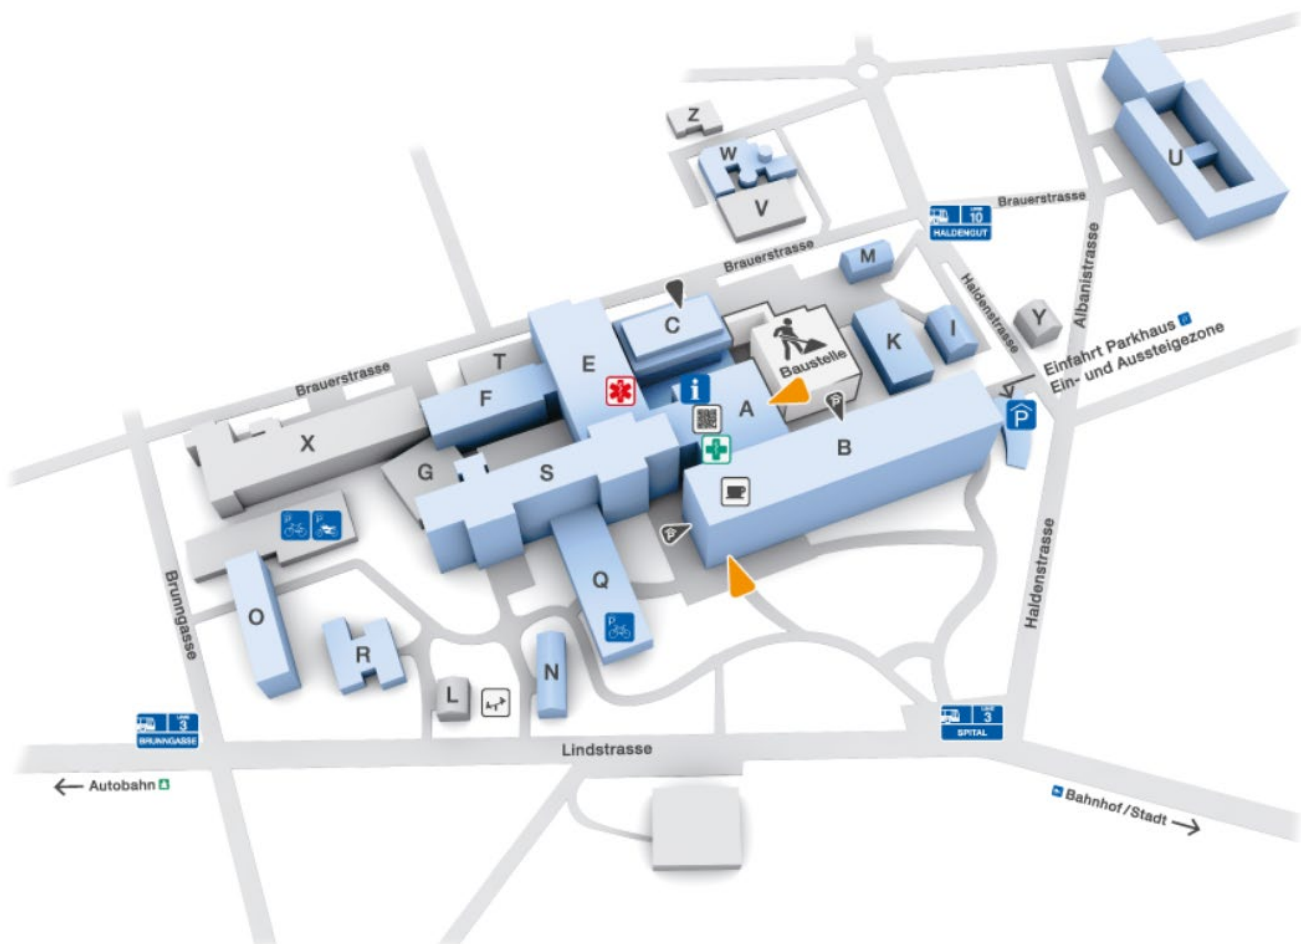 Z
W
V
U
LINIE 10
HALDENGUT
Brauerstrasse
Brauerstrasse
M
Albanistrasse
Haldenstrasse
C
I
Y
K
Einfahrt Parkhaus
Ein- und Aussteigezone
Baustelle
E
T
Brauerstrasse
F
i
A
P
P
X
B
G
S
P
P
P
Q
Haldenstrasse
Brunngasse
O
P
R
N
L
3
BRUNNGASSE
3
SPITAL
Lindstrasse
Autobahn
Bahnhof/Stadt